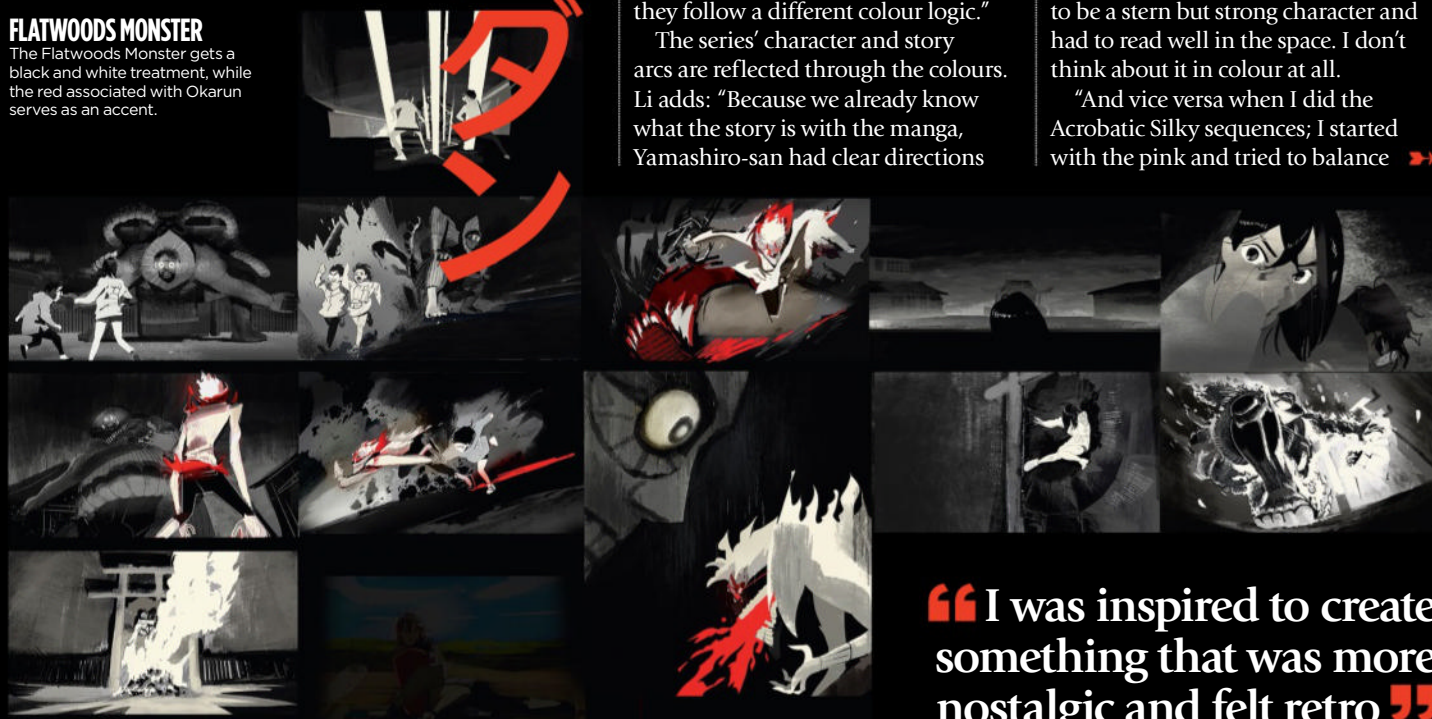 FLATWOODS MONSTER
The Flatwoods Monster gets a
black and white treatment, while
the red associated with Okarun
serves as an accent.
ダン
they follow a different colour logic.”
The series’ character and story
arcs are reflected through the colours.
Li adds: “Because we already know
what the story is with the manga,
Yamashiro-san had clear directions
to be a stern but strong character and
had to read well in the space. I don’t
think about it in colour at all.
“And vice versa when I did the
Acrobatic Silky sequences; I started
with the pink and tried to balance
“I was inspired to create
something that was more
nostalgic and felt retro”